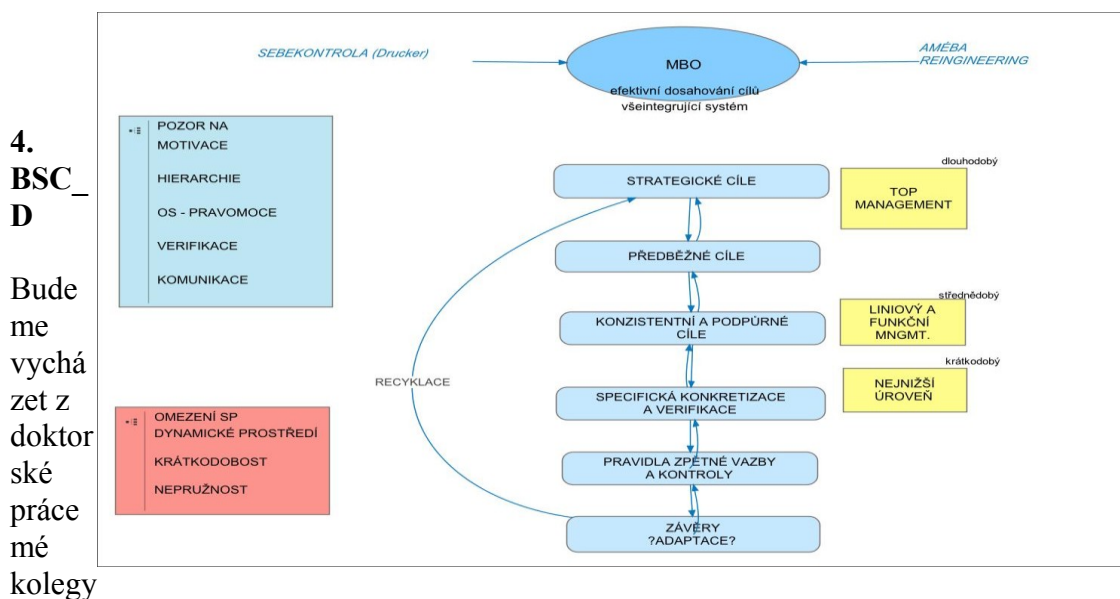 SEBEKONTROLA (Drucker)
AMÉBA
REINGINEERING
MBO
efektivní dosahování cílů
všeintegrující systém
POZOR NA
MOTIVACE
HIERARCHIE
OS - PRAVOMOCE
VERIFIKACE
KOMUNIKACE
4.
BSC_
D
Bude
me
vychá
zet z
doktor
ské
práce
mé
kolegy
STRATEGICKÉ CÍLE
dlouhodobý
TOP
MANAGEMENT
PŘEDBĚŽNÉ CÍLE
KONZISTENTNÍ A PODPŮRNÉ
CÍLE
střednědobý
LINIOVÝ A
FUNKČNÍ
MNGMT.
RECYKLACE
SPECIFICKÁ KONKRETIZACE
A VERIFIKACE
krátkodobý
NEJNIŽŠÍ
ÚROVEŇ
OMEZENÍ SP
DYNAMICKÉ PROSTŘEDÍ
KRÁTKODOBOST
NEPRUŽNOST
PRAVIDLA ZPĚTNÉ VAZBY
A KONTROLY
ZÁVĚRY
?ADAPTACE?